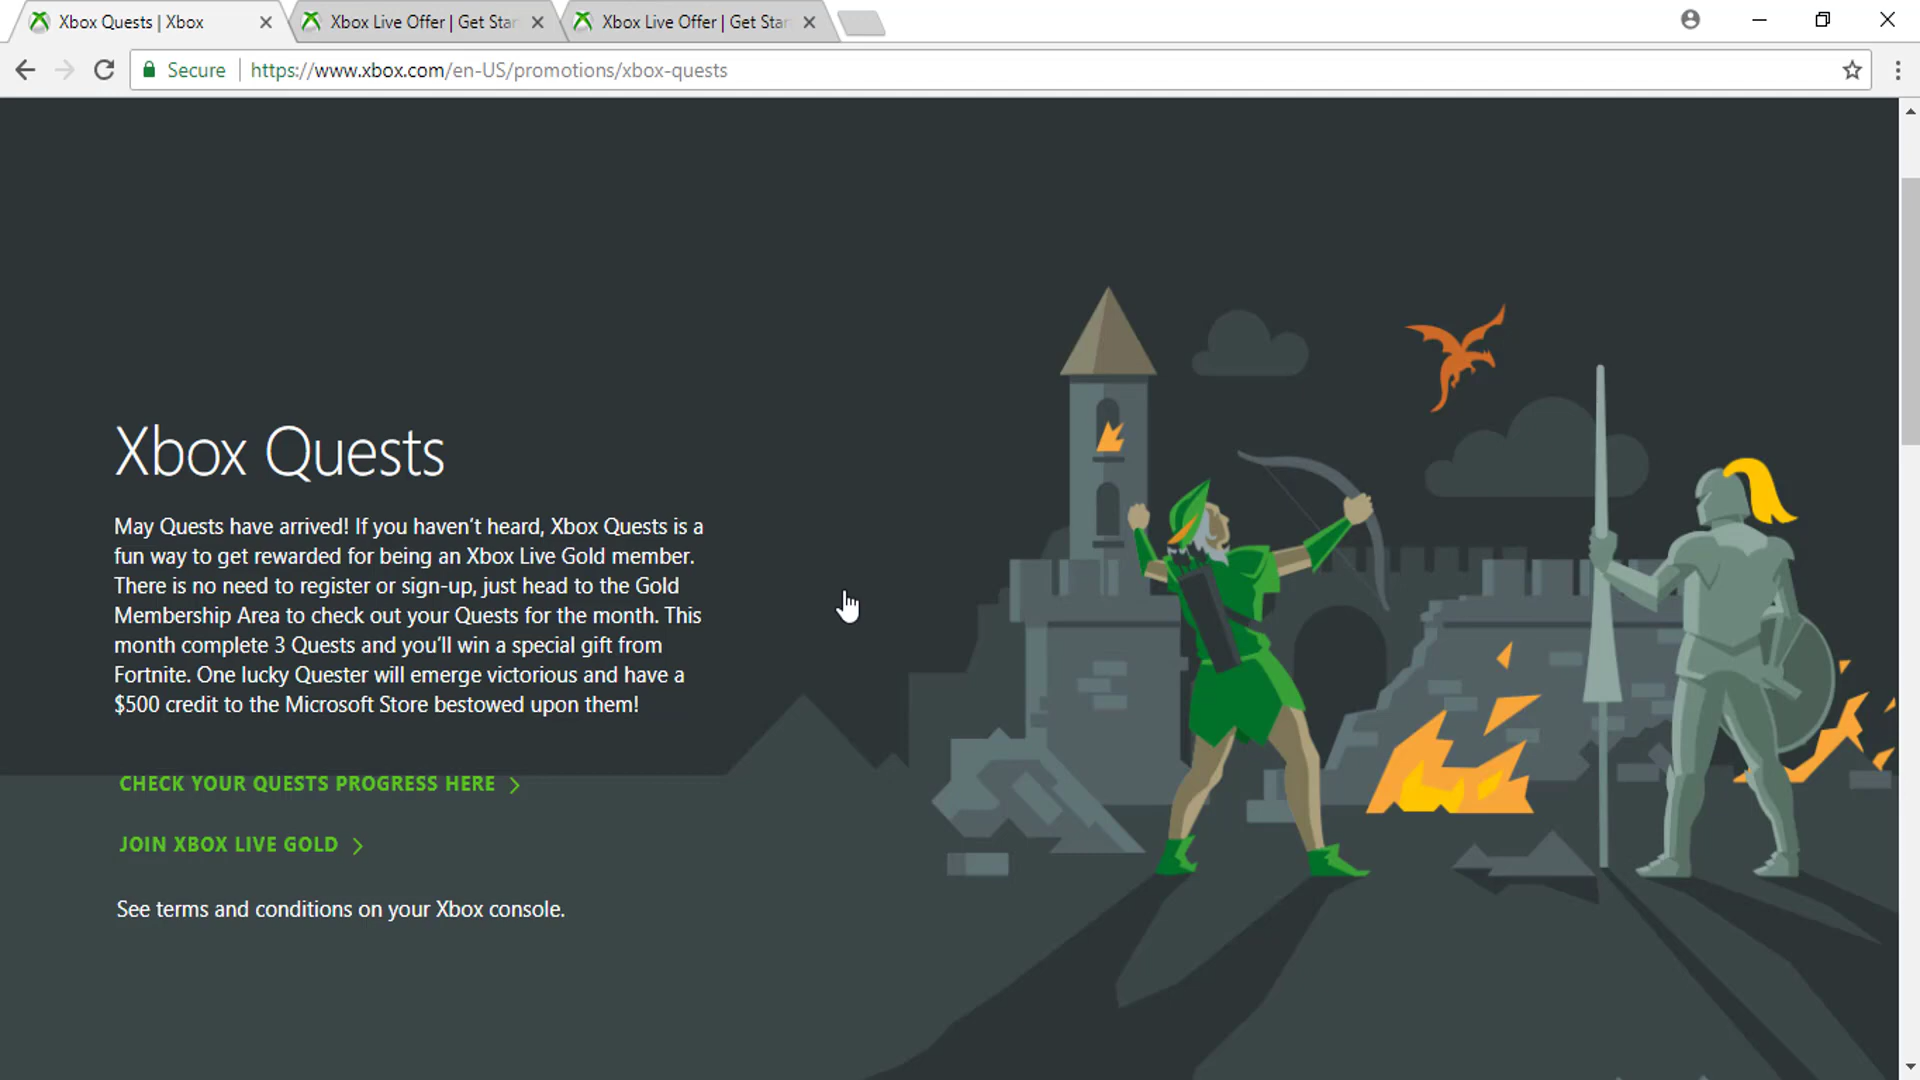 Xbox Quests | Xbox
Xbox Live Offer | Get Star
Xbox Live Offer | Get Star
Secure
https://www.xbox.com/en-US/promotions/xbox-quests
Xbox Quests
May Quests have arrived! If you haven’t heard, Xbox Quests is a
fun way to get rewarded for being an Xbox Live Gold member.
There is no need to register or sign-up, just head to the Gold
Membership Area to check out your Quests for the month. This
month complete 3 Quests and you’ll win a special gift from
Fortnite. One lucky Quester will emerge victorious and have a
$500 credit to the Microsoft Store bestowed upon them!
CHECK YOUR QUESTS PROGRESS HERE
JOIN XBOX LIVE GOLD
See terms and conditions on your Xbox console.